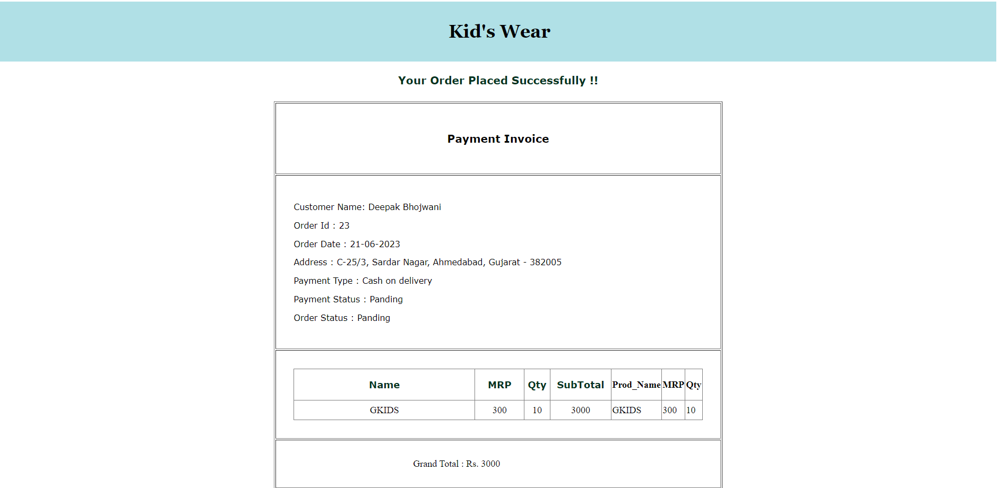 Kid's Wear
Your Order Placed Successfully !!
Payment Invoice
Customer Name: Deepak Bhojwani
Order Id : 23
Order Date : 21-06-2023
Address : C-25/3, Sardar Nagar, Ahmedabad, Gujarat - 382005
Payment Type : Cash on delivery
Payment Status : Panding
Order Status : Panding
Name MRP Qty SubTotal Prod_Name MRP Qty
GKIDS 300 10 3000 GKIDS 300 10
Grand Total : Rs. 3000